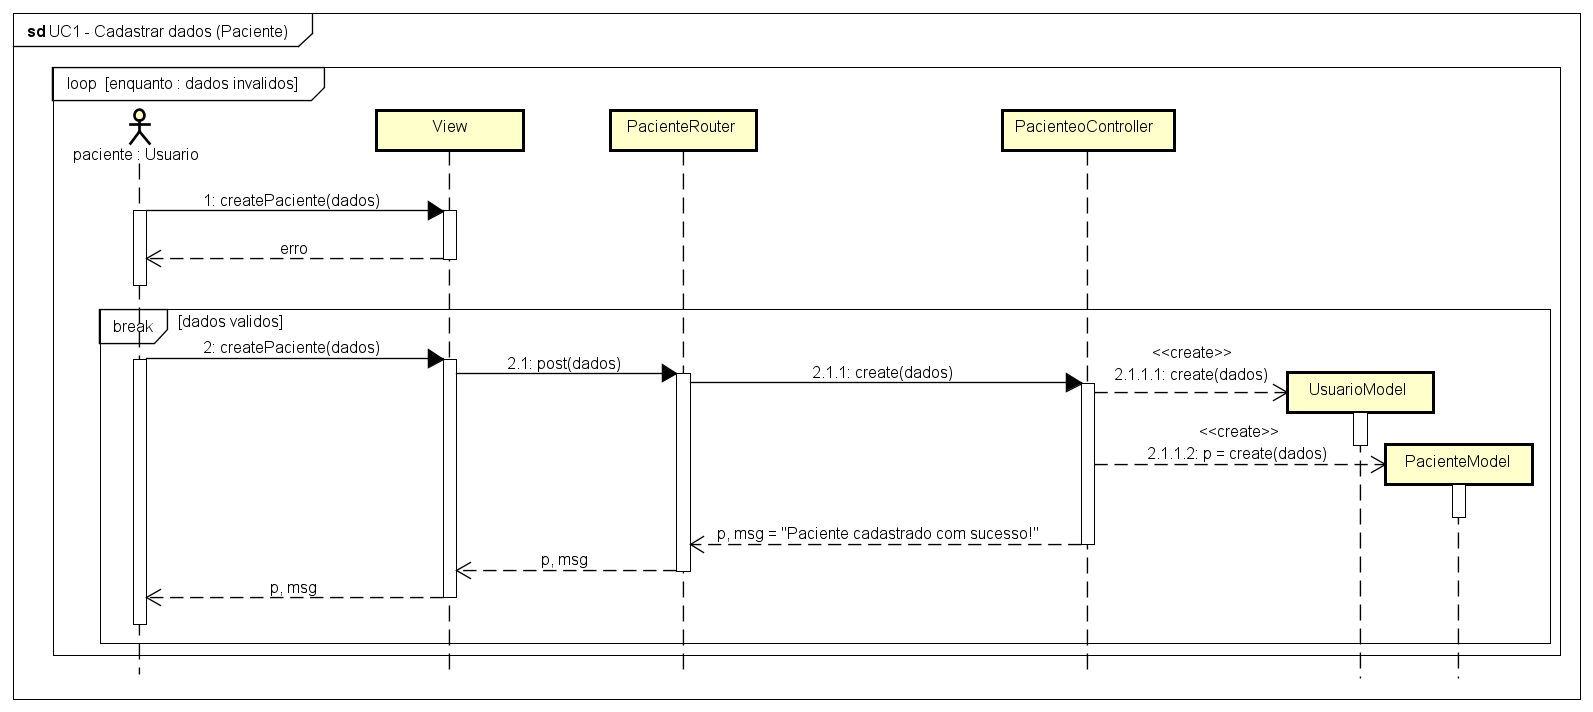 sd UC1 - Cadastrar dados (Paciente)
loop [enquanto : dados invalidos]
paciente : Usuario
View
PacienteRouter
PacienteoController
1: createPaciente(dados)
erro
break
[dados validos]
2: createPaciente(dados)
2.1: post(dados)
2.1.1: create(dados)
<<create>>
2.1.1.1: create(dados)
UsuarioModel
<<create>>
2.1.1.2: p = create(dados)
PacienteModel
p, msg = "Paciente cadastrado com sucesso!"
p, msg
p, msg